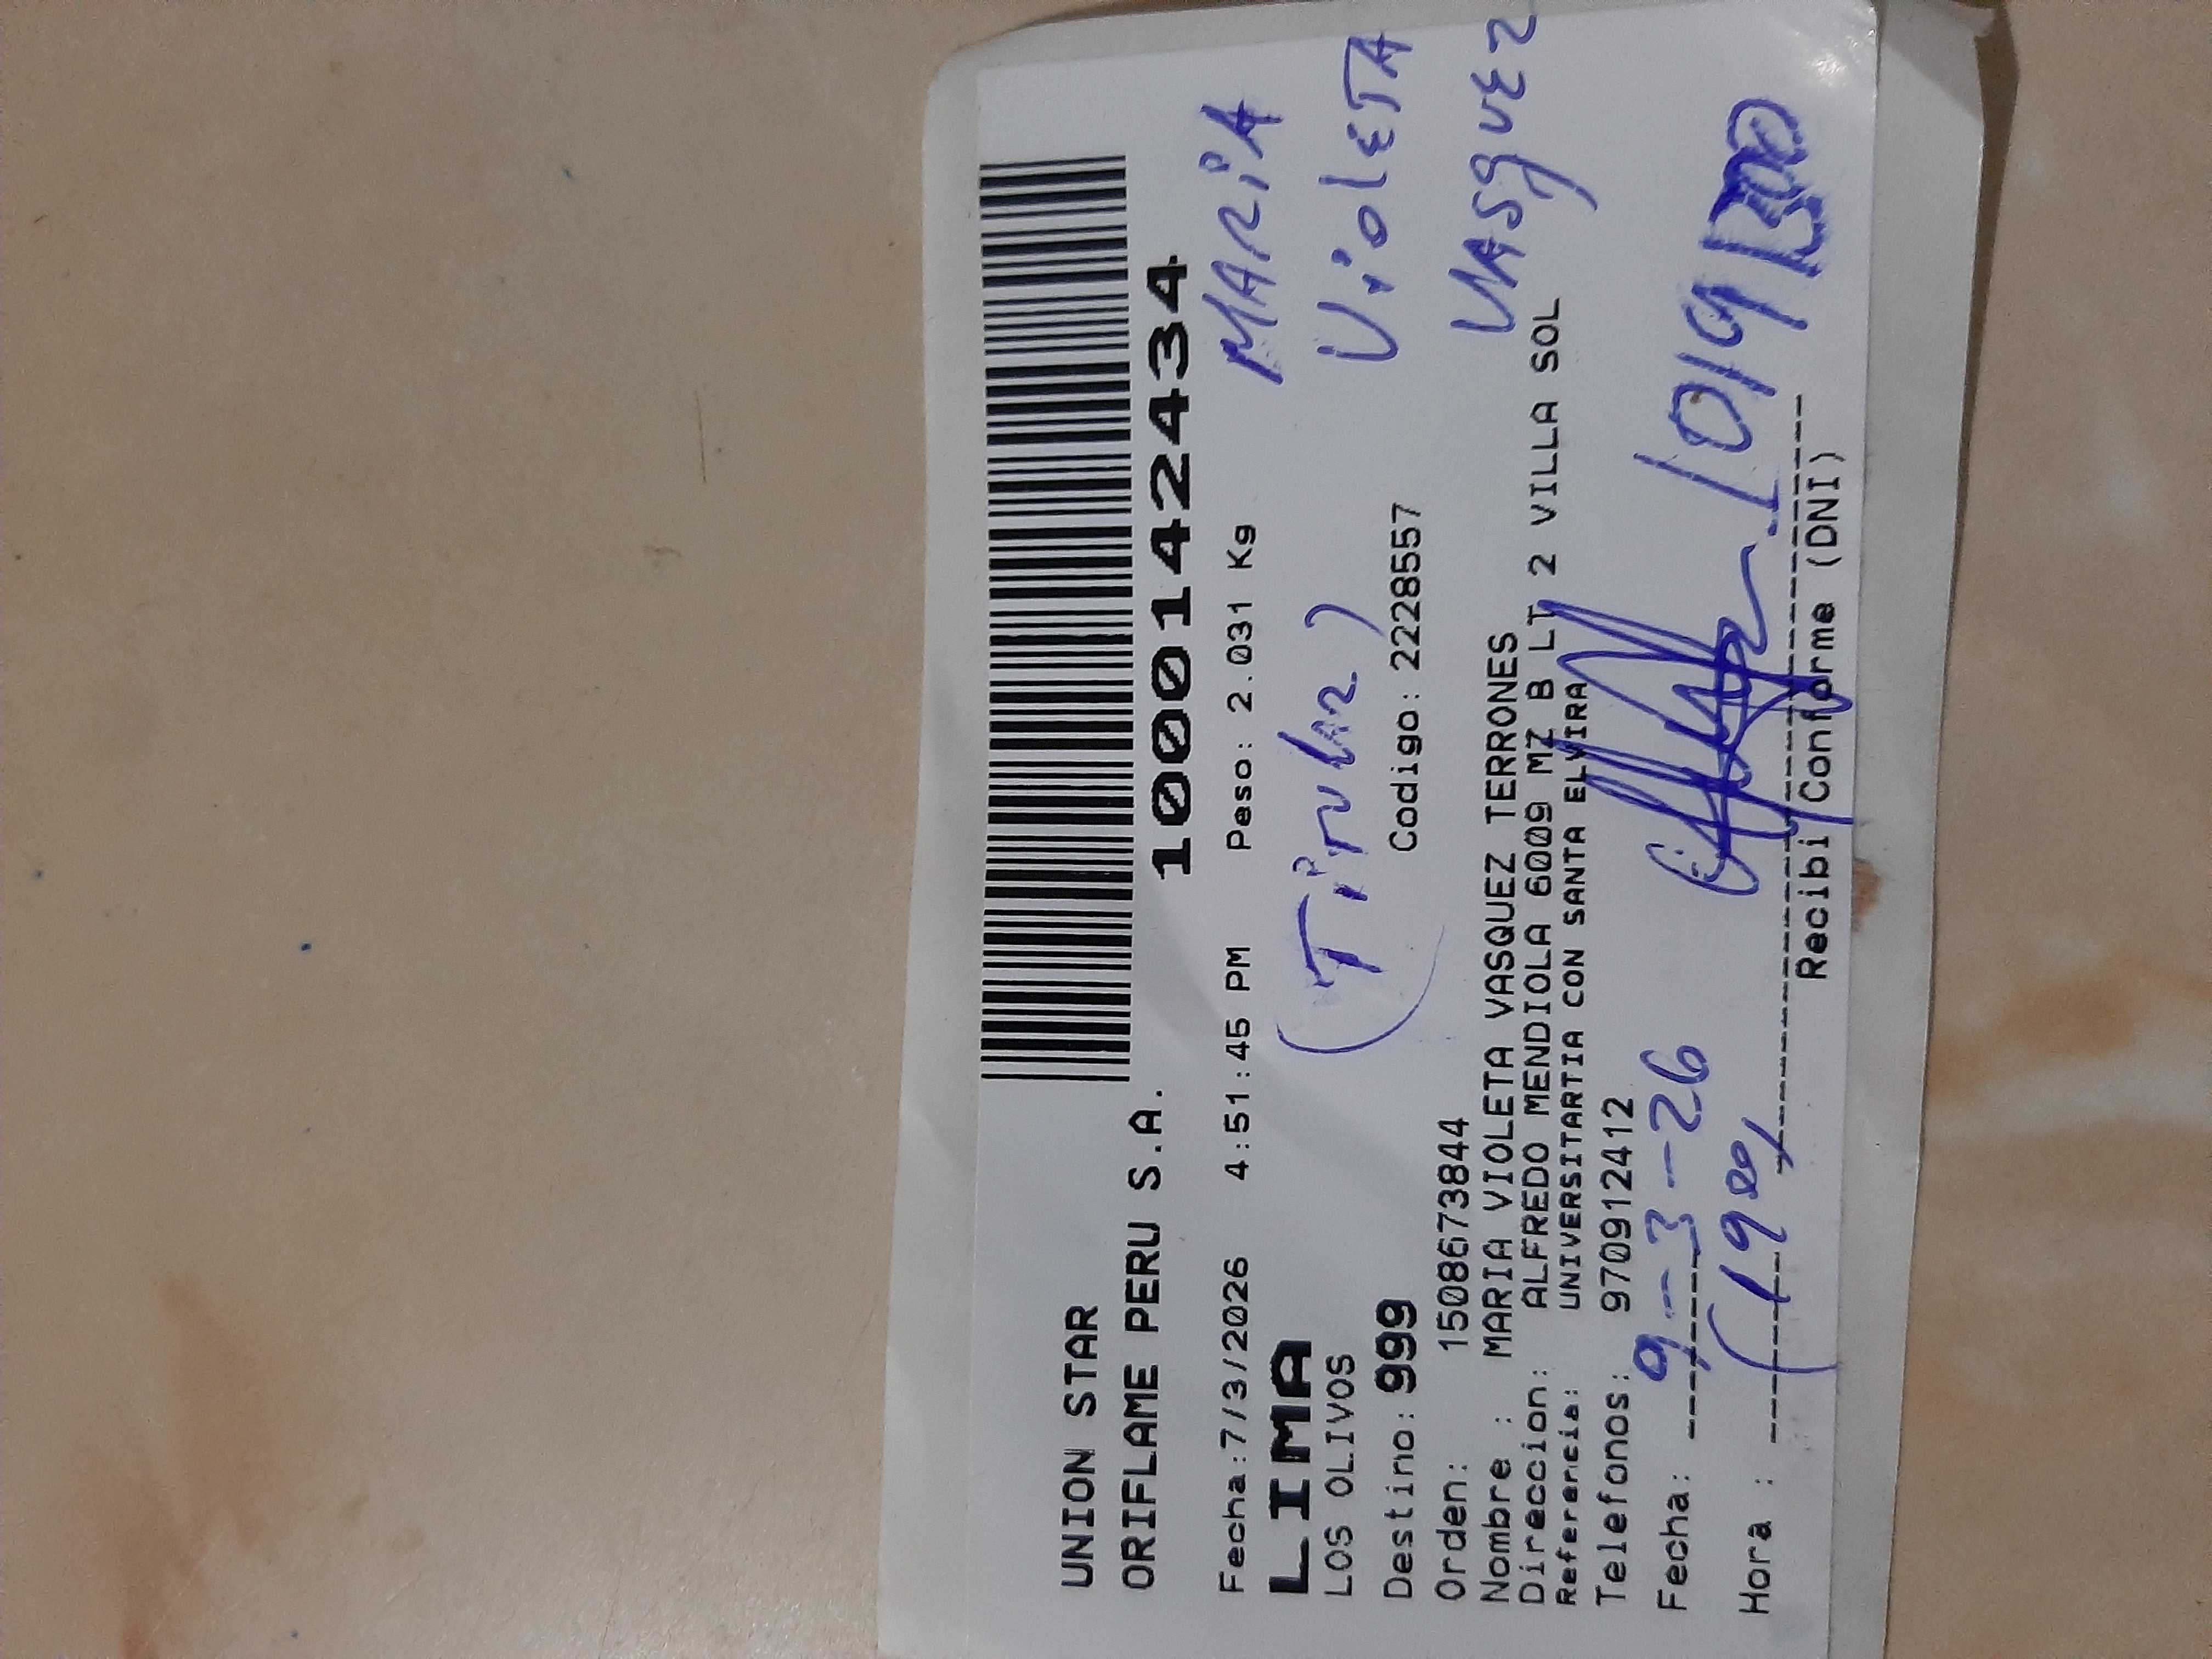 UNION STAR
ORIFLAME PERU S.A.
1000142434
Fecha:7/3/2026 4:51:45 PM Peso: 2.031 Kg
MARiA
LIMA
LOS OLIVOS
(TiTulaR)
VioleTA
Destino: 999 Codigo: 2228557
VASquez
Orden: 150867384​4
Nombre : MARIA VIOLETA VASQUEZ TERRONES
Direccion: ALFREDO MENDIOLA 6009 MZ B LT 2 VILLA SOL
Referencia: UNIVERSITARTIA CON SANTA ELVIRA
Telefonos: 970912412
Fecha: 9-3-26
Hora :
Recibi Conforme (DNI)